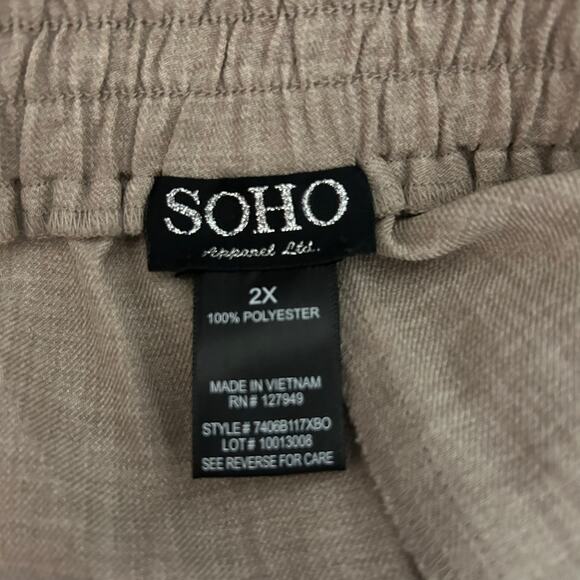 SOHO
Apparel Ltd.
2X
100% POLYESTER
MADE IN VIETNAM
RN# 127949
STYLE# 7406B117XBO
LOT# 10013008
SEE REVERSE FOR CARE